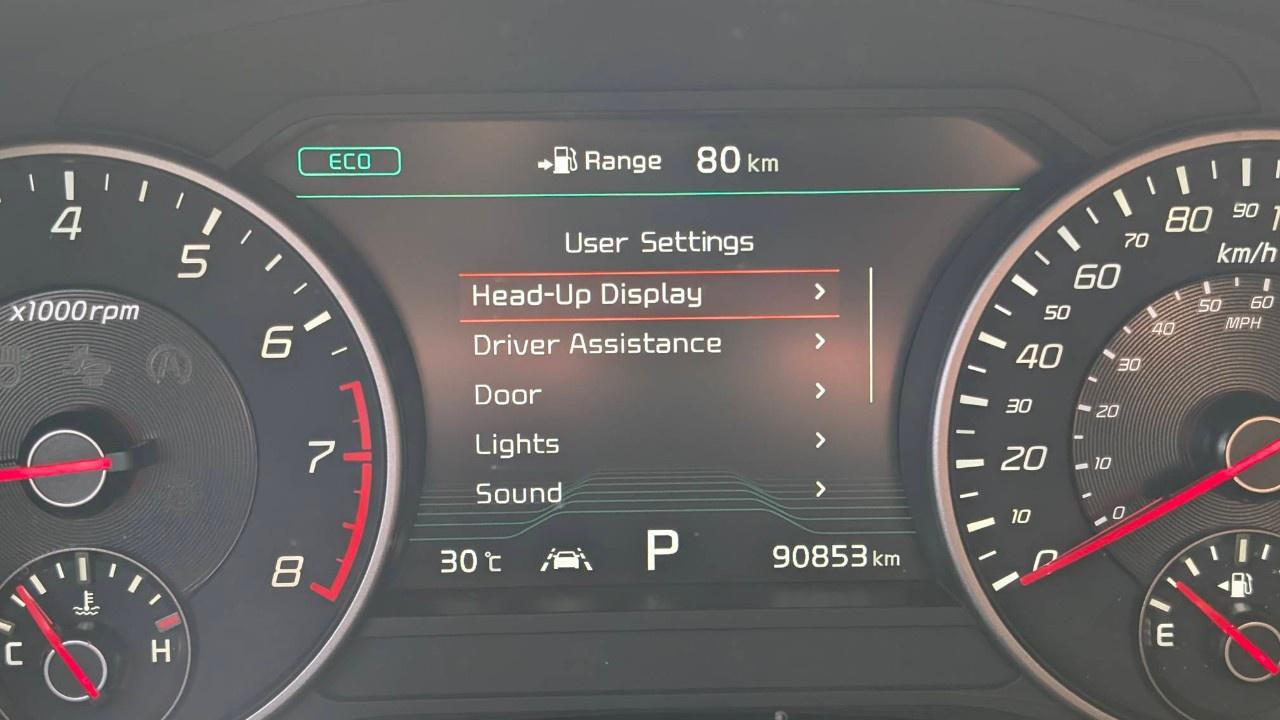 ECO
Range 80 km
User Settings
Head-Up Display
Driver Assistance
Door
Lights
Sound
30 °C P 90853 km
4
5
6
7
8
x1000rpm
C H
0
10
20
30
40
50
60
70
80
90
km/h
0
10
20
30
40
50
60
MPH
E